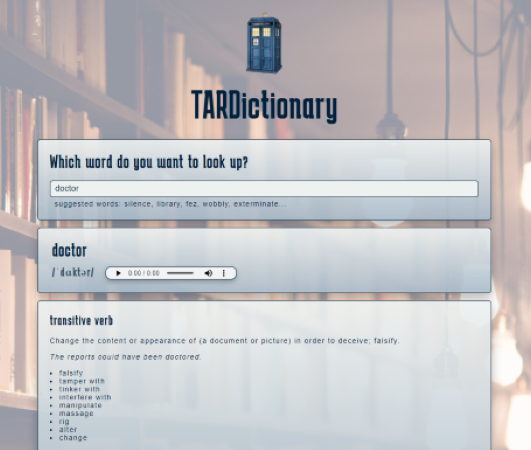 TARDictionary
Which word do you want to look up?
doctor
suggested words: silence, library, fez, wobbly, exterminate...
doctor
/ˈdɑktər/
0:00 / 0:00
transitive verb
Change the content or appearance of (a document or picture) in order to deceive; falsify.
The reports could have been doctored.
• falsify
• tamper with
• tinker with
• interfere with
• manipulate
• massage
• rig
• alter
• change